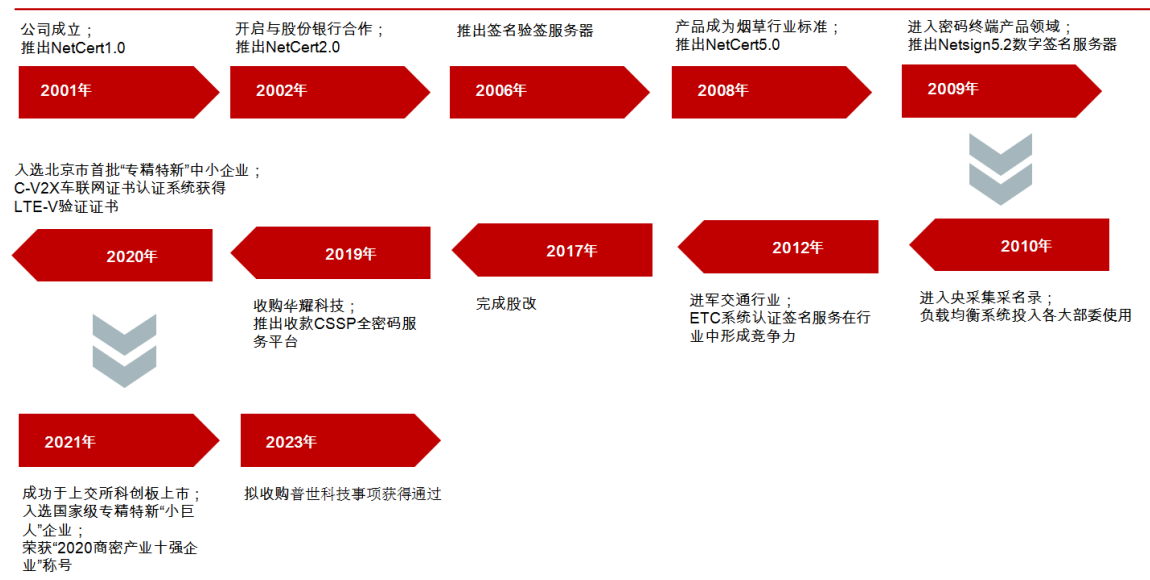 公司成立；
推出NetCert1.0
2001年
开启与股份银行合作；
推出NetCert2.0
2002年
推出签名验签服务器
2006年
产品成为烟草行业标准；
推出NetCert5.0
2008年
进入密码终端产品领域；
推出Netsign5.2数字签名服务器
2009年
2010年
进入央采集采名录；
负载均衡系统投入各大部委使用
2012年
进军交通行业；
ETC系统认证签名服务在行
业中形成竞争力
2017年
完成股改
2019年
收购华耀科技；
推出收款CSSP全密码服
务平台
入选北京市首批“专精特新”中小企业；
C-V2X车联网证书认证系统获得
LTE-V验证证书
2020年
2021年
成功于上交所科创板上市；
入选国家级专精特新“小巨
人”企业；
荣获“2020商密产业十强企
业”称号
2023年
拟收购普世科技事项获得通过